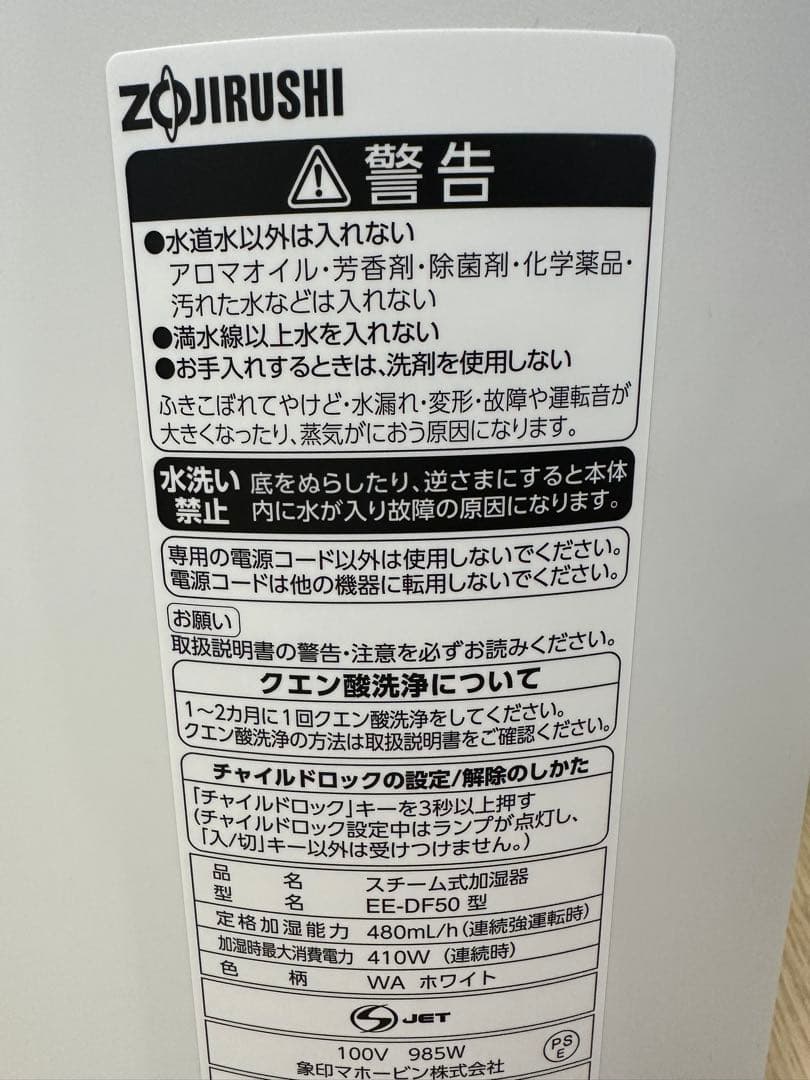 ZOJIRUSHI
警告
●水道水以外は入れない
アロマオイル・芳香剤・除菌剤・化学薬品・
汚れた水などは入れない
●満水線以上水を入れない
●お手入れするときは、洗剤を使用しない
ふきこぼれてやけど・水漏れ・変形・故障や運転音が
大きくなったり、蒸気がにおう原因になります。
水洗い
禁止
底をぬらしたり、逆さまにすると本体
内に水が入り故障の原因になります。
専用の電源コード以外は使用しないでください。
電源コードは他の機器に転用しないでください。
お願い
取扱説明書の警告・注意を必ずお読みください。
クエン酸洗浄について
1〜2カ月に1回クエン酸洗浄をしてください。
クエン酸洗浄の方法は取扱説明書をご確認ください。
チャイルドロックの設定/解除のしかた
「チャイルドロック」キーを3秒以上押す
(チャイルドロック設定中はランプが点灯し、
「入/切」キー以外は受けつけません。)
品名 スチーム式加湿器
型名 EE-DF50 型
定格加湿能力 480mL/h(連続強運転時)
加湿時最大消費電力 410W (連続時)
色柄 WA ホワイト
S JET
100V 985W
PS
E
象印マホービン株式会社